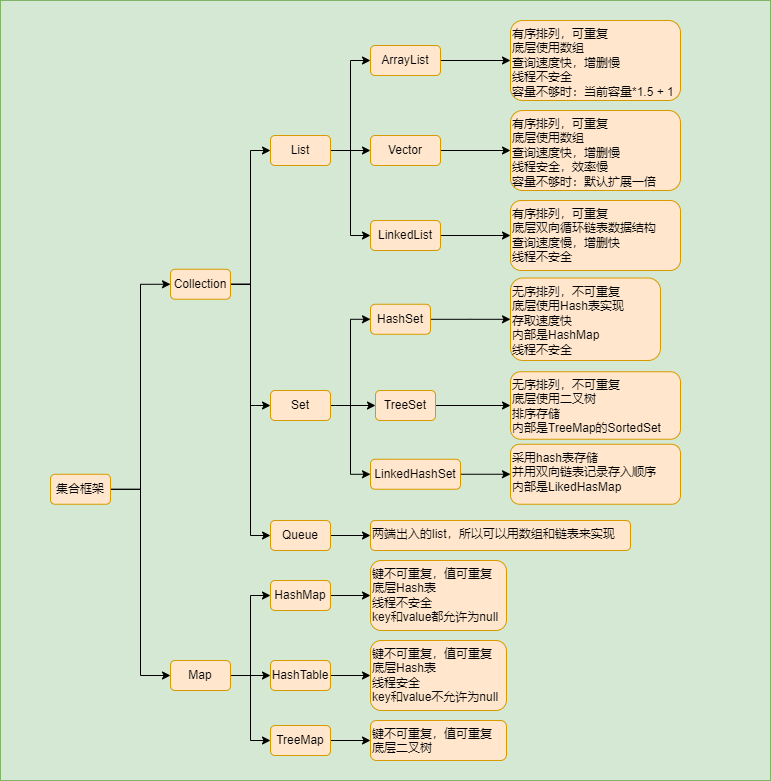 集合框架
Collection
List
ArrayList
有序排列，可重复
底层使用数组
查询速度快，增删慢
线程不安全
容量不够时：当前容量*1.5 + 1
Vector
有序排列，可重复
底层使用数组
查询速度快，增删慢
线程安全，效率慢
容量不够时：默认扩展一倍
LinkedList
有序排列，可重复
底层双向循环链表数据结构
查询速度慢，增删快
线程不安全
Set
HashSet
无序排列，不可重复
底层使用Hash表实现
存取速度快
内部是HashMap
线程不安全
TreeSet
无序排列，不可重复
底层使用二叉树
排序存储
内部是TreeMap的SortedSet
LinkedHashSet
采用hash表存储
并用双向链表记录存入顺序
内部是LikedHasMap
Queue
两端出入的list，所以可以用数组和链表来实现
Map
HashMap
键不可重复，值可重复
底层Hash表
线程不安全
key和value都允许为null
HashTable
键不可重复，值可重复
底层Hash表
线程安全
key和value不允许为null
TreeMap
键不可重复，值可重复
底层二叉树